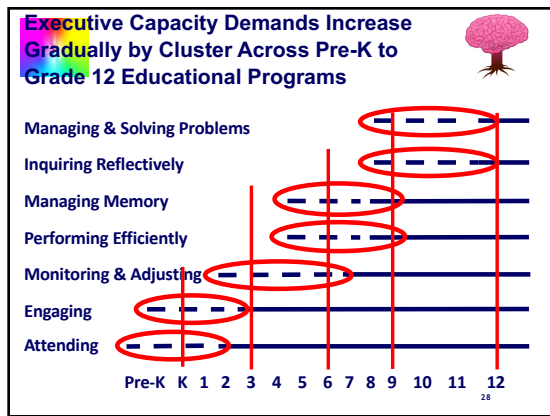 Executive Capacity Demands Increase
Gradually by Cluster Across Pre-K to
Grade 12 Educational Programs
Managing & Solving Problems
Inquiring Reflectively
Managing Memory
Performing Efficiently
Monitoring & Adjusting
Engaging
Attending
Pre-K K 1 2 3 4 5 6 7 8 9 10 11 12
28